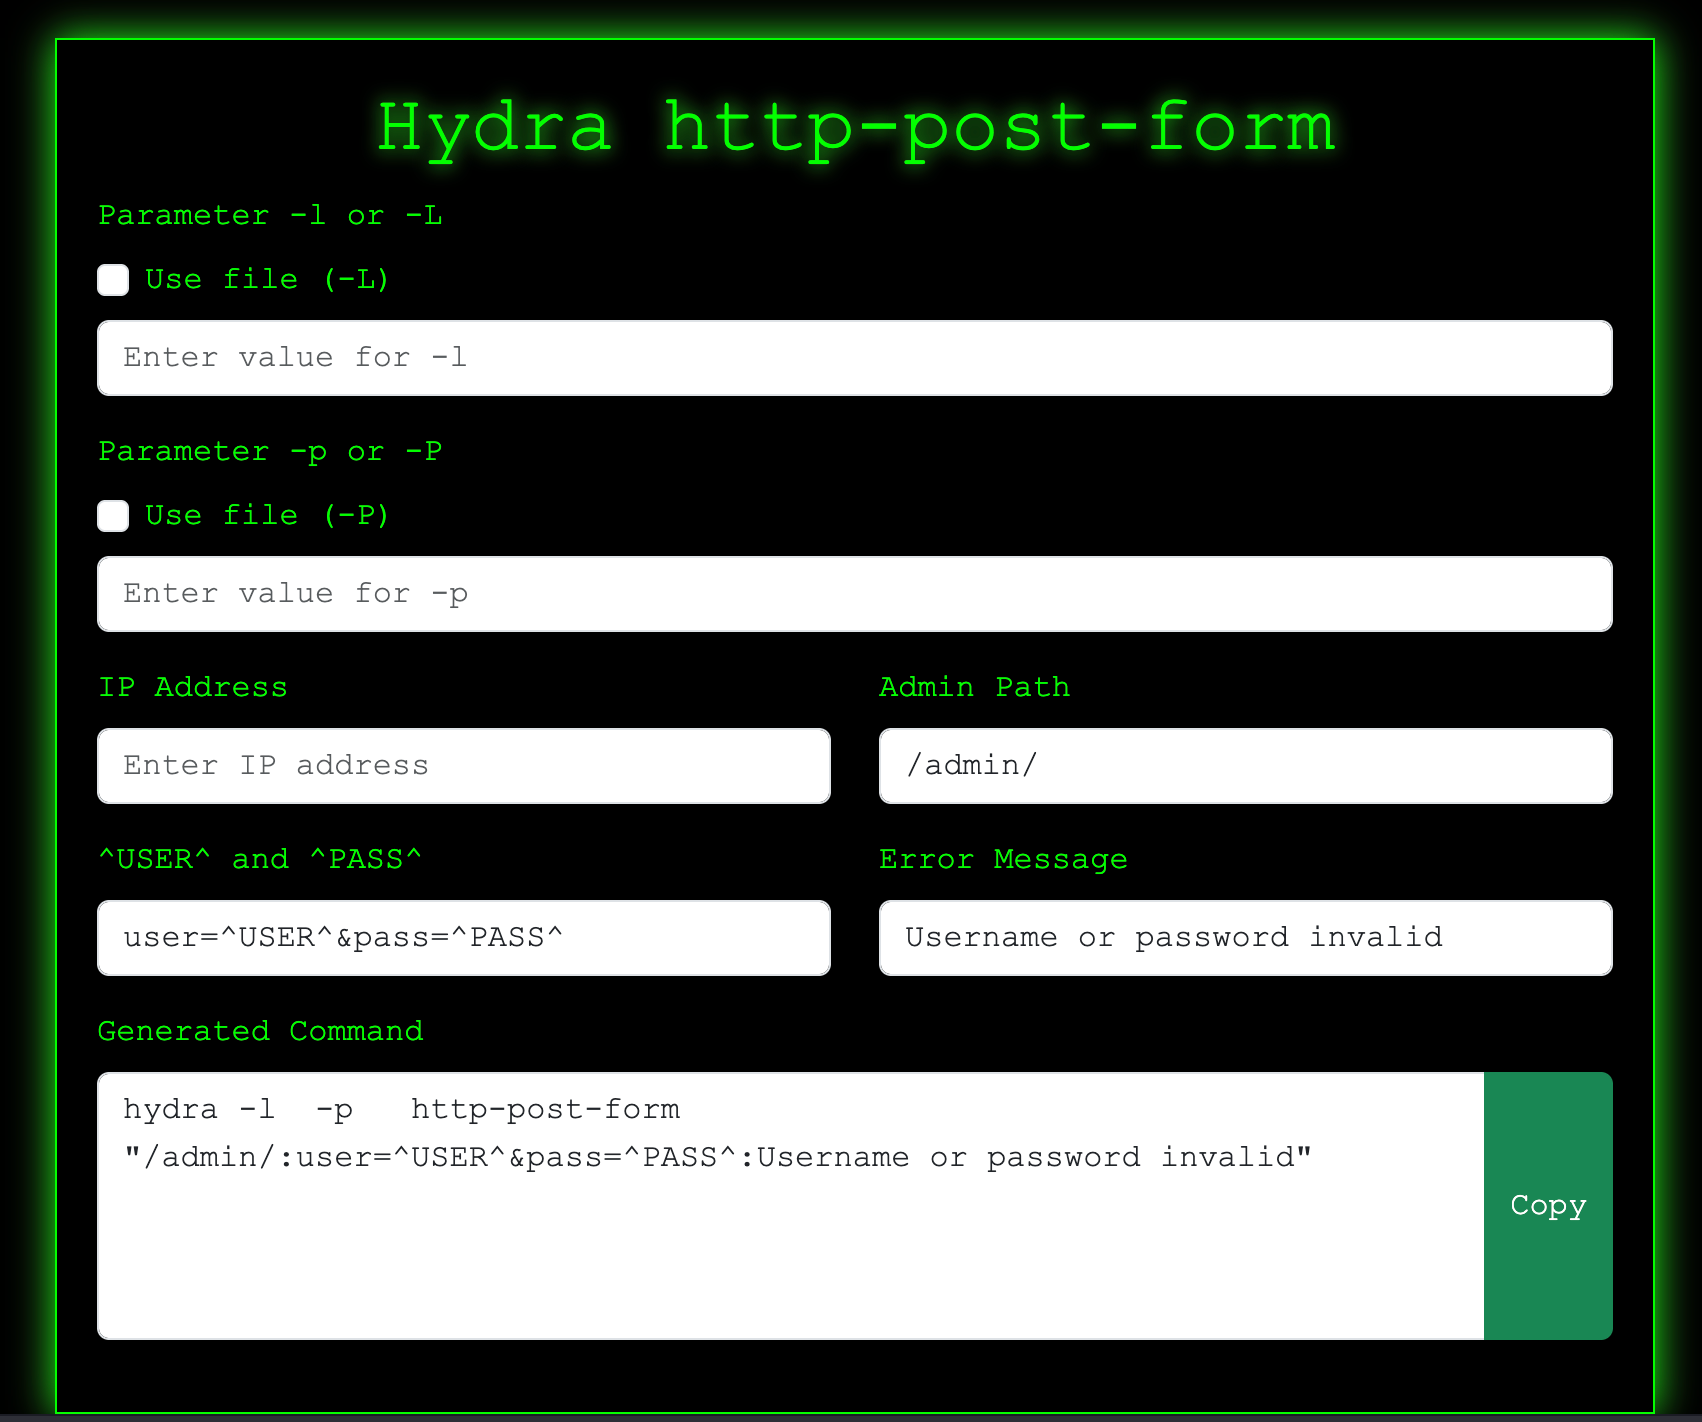 Hydra http-post-form
Parameter -l or -L
Use file (-L)
Enter value for -l
Parameter -p or -P
Use file (-P)
Enter value for -p
IP Address
Admin Path
Enter IP address
/admin/
^USER^ and ^PASS^
Error Message
user=^USER^&pass=^PASS^
Username or password invalid
Generated Command
hydra -l  -p   http-post-form
"/admin/:user=^USER^&pass=^PASS^:Username or password invalid"
Copy